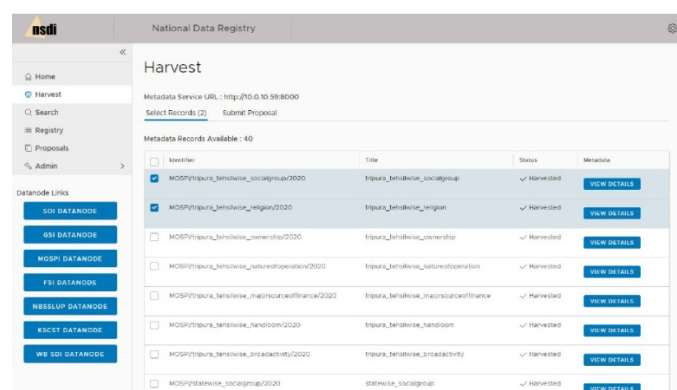 nsdi
National Data Registry
Home
Harvest
Search
Registry
Proposals
Admin
Datanode Links
SOI DATANODE
GSI DATANODE
MOSPI DATANODE
FSI DATANODE
NBSSLUP DATANODE
KSCST DATANODE
WB SDI DATANODE
Harvest
Metadata Service URL : http://10.0.10.59:8000
Select Records (2) Submit Proposal
Metadata Records Available : 40
Identifier Title Status Metadata
MOSPI/tripura_tehsilwise_socialgroup/2020 tripura_tehsilwise_socialgroup Harvested VIEW DETAILS
MOSPI/tripura_tehsilwise_religion/2020 tripura_tehsilwise_religion Harvested VIEW DETAILS
MOSPI/tripura_tehsilwise_ownership/2020 tripura_tehsilwise_ownership Harvested VIEW DETAILS
MOSPI/tripura_tehsilwise_natureofoperation/2020 tripura_tehsilwise_natureofoperation Harvested VIEW DETAILS
MOSPI/tripura_tehsilwise_majorsourceoffinance/2020 tripura_tehsilwise_majorsourceoffinance Harvested VIEW DETAILS
MOSPI/tripura_tehsilwise_handloom/2020 tripura_tehsilwise_handloom Harvested VIEW DETAILS
MOSPI/tripura_tehsilwise_broadactivity/2020 tripura_tehsilwise_broadactivity Harvested VIEW DETAILS
MOSPI/statewise_socialgroup/2020 statewise_socialgroup Harvested